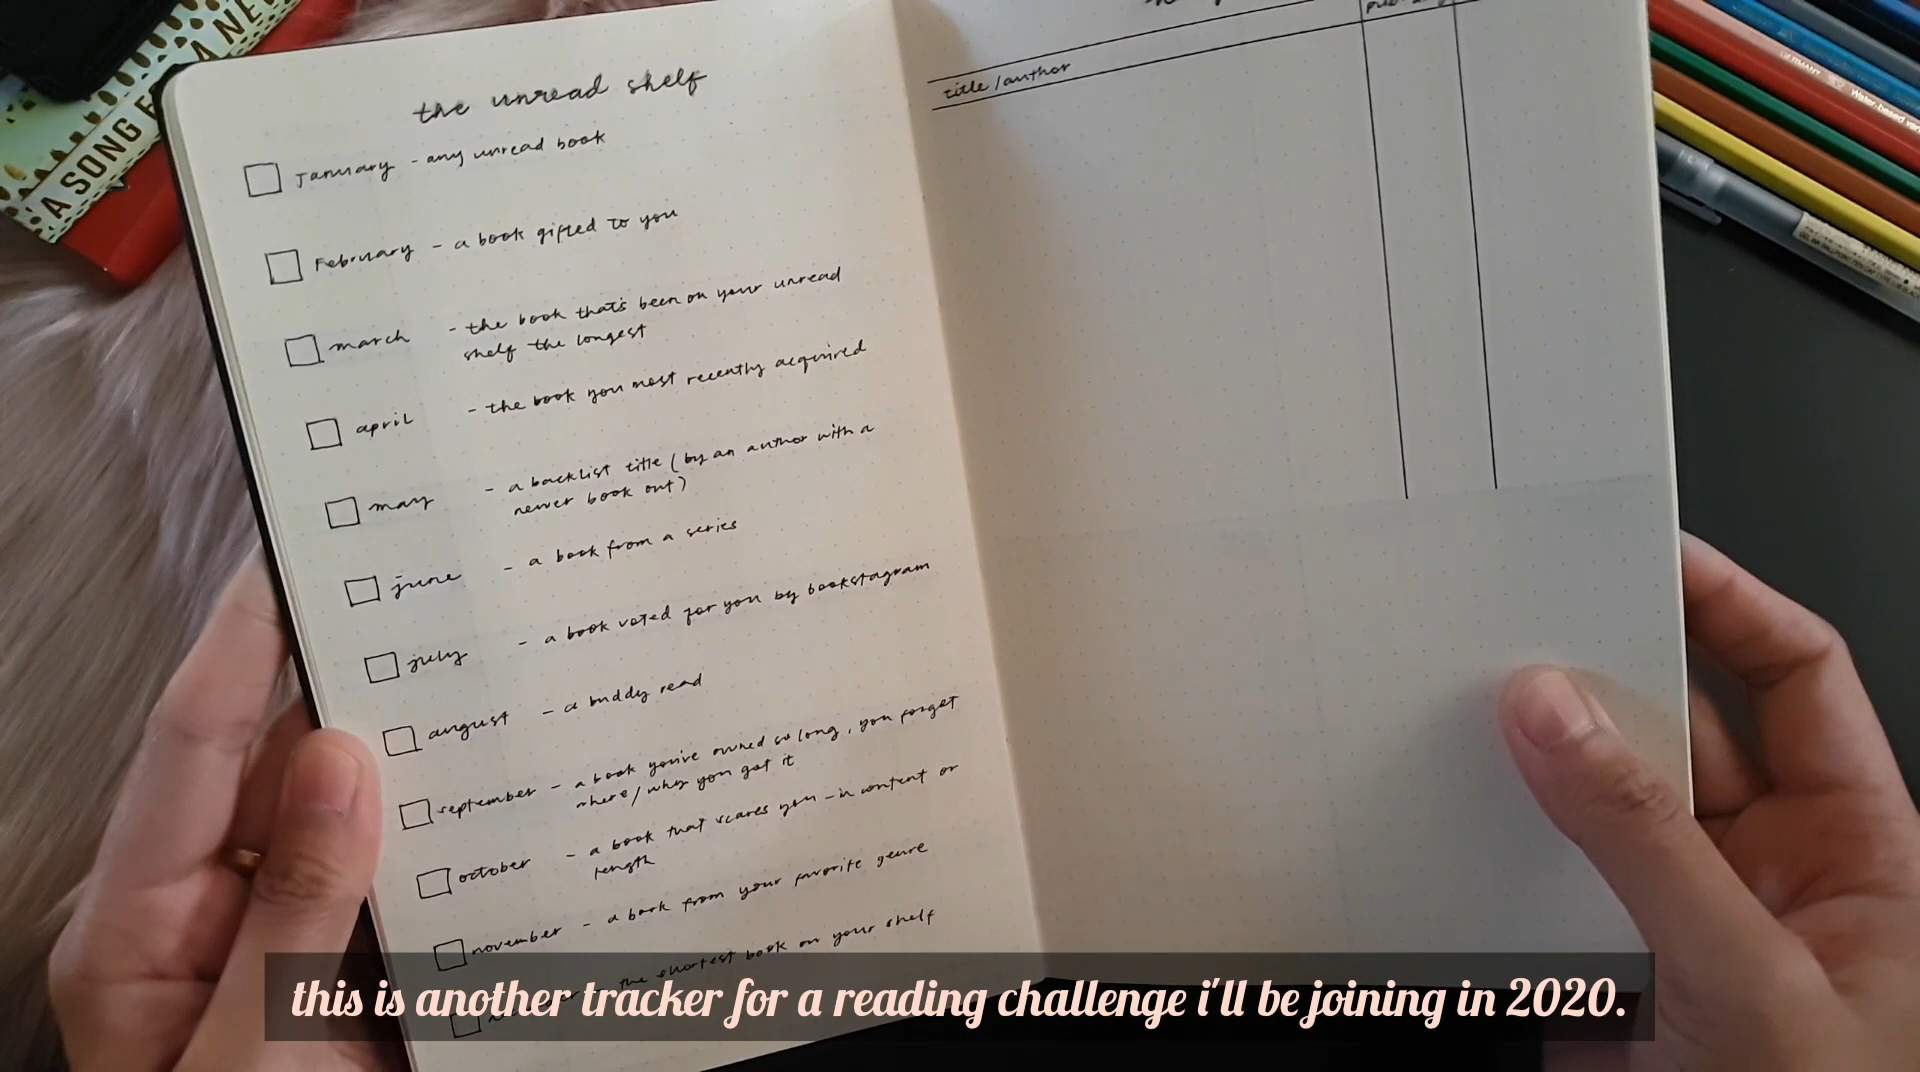 A SONG F A NE
the unread shelf
January - any unread book
February - a book gifted to you
march - the book that's been on your unread
shelf the longest
april - the book you most recently acquired
may - a backlist title (by an author with a
newer book out)
june - a book from a series
july - a book voted for you by bookstagram
august - a buddy read
september - a book you've owned so long, you forget
where/why you got it
october - a book that scares you - in content or
length
november - a book from your favorite genre
the shortest book on your shelf
title/author
GERMANY
Water based
this is another tracker for a reading challenge i'll be joining in 2020.